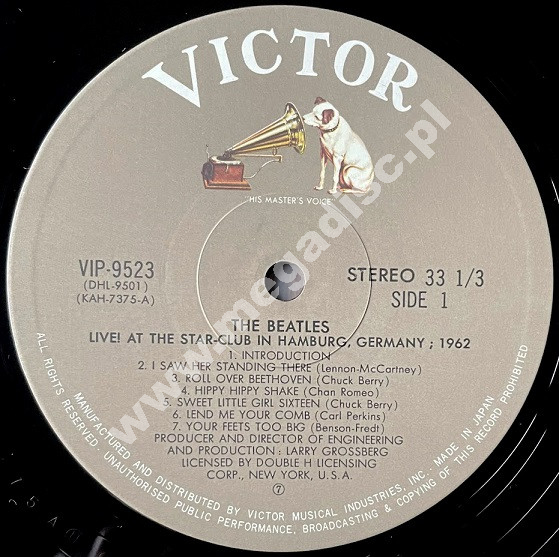 VICTOR
"HIS MASTER'S VOICE"
VIP-9523
(DHL-9501)
(KAH-7375-A)
STEREO 33 1/3
SIDE 1
THE BEATLES
LIVE! AT THE STAR-CLUB IN HAMBURG, GERMANY ; 1962
1. INTRODUCTION
2. I SAW HER STANDING THERE (Lennon-McCartney)
3. ROLL OVER BEETHOVEN (Chuck Berry)
4. HIPPY HIPPY SHAKE (Chan Romeo)
5. SWEET LITTLE GIRL SIXTEEN (Chuck Berry)
6. LEND ME YOUR COMB (Carl Perkins)
7. YOUR FEETS TOO BIG (Benson-Fredt)
PRODUCER AND DIRECTOR OF ENGINEERING
AND PRODUCTION : LARRY GROSSBERG
LICENSED BY DOUBLE H LICENSING
CORP., NEW YORK, U.S.A.
7
ALL RIGHTS RESERVED. UNAUTHORISED PUBLIC PERFORMANCE, BROADCASTING & COPYING OF THIS RECORD PROHIBITED
MANUFACTURED AND DISTRIBUTED BY VICTOR MUSICAL INDUSTRIES, INC. MADE IN JAPAN
www.megadisc.pl